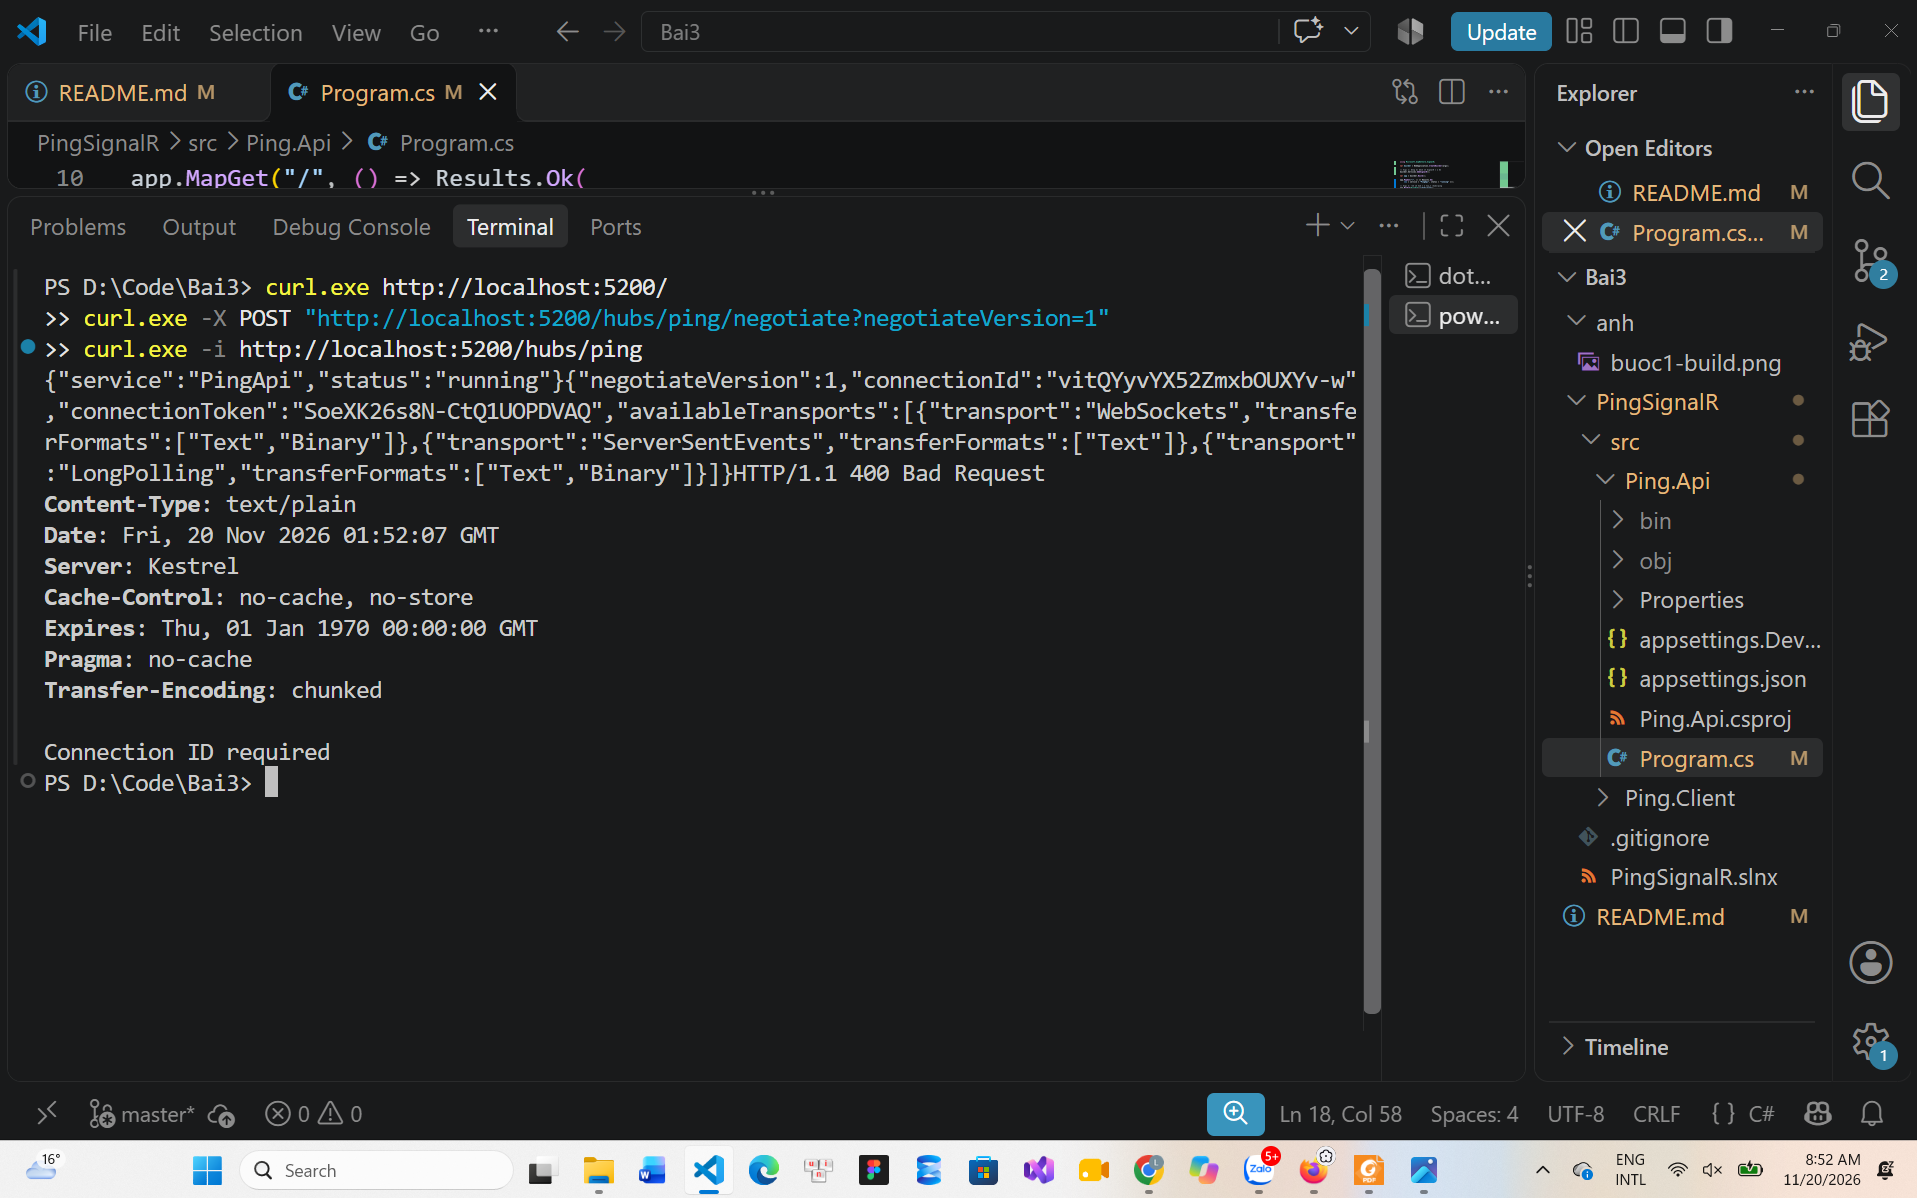 File Edit Selection View Go ··· Bai3 Update
README.md M Program.cs M
PingSignalR > src > Ping.Api > C# Program.cs
10 app.MapGet("/", () => Results.Ok(
Problems Output Debug Console Terminal Ports
PS D:\Code\Bai3> curl.exe http://localhost:5200/
>> curl.exe -X POST "http://localhost:5200/hubs/ping/negotiate?negotiateVersion=1"
>> curl.exe -i http://localhost:5200/hubs/ping
{"service":"PingApi","status":"running"}{"negotiateVersion":1,"connectionId":"vitQYyvYX52ZmxbOUXYv-w"
,"connectionToken":"SoeXK26s8N-CtQ1UOPDVAQ","availableTransports":[{"transport":"WebSockets","transfe
rFormats":["Text","Binary"]},{"transport":"ServerSentEvents","transferFormats":["Text"]},{"transport"
:"LongPolling","transferFormats":["Text","Binary"]}]}HTTP/1.1 400 Bad Request
Content-Type: text/plain
Date: Fri, 20 Nov 2026 01:52:07 GMT
Server: Kestrel
Cache-Control: no-cache, no-store
Expires: Thu, 01 Jan 1970 00:00:00 GMT
Pragma: no-cache
Transfer-Encoding: chunked
Connection ID required
PS D:\Code\Bai3>
dot...
pow...
Explorer
Open Editors
README.md M
C# Program.cs... M
Bai3
anh
buoc1-build.png
PingSignalR
src
Ping.Api
bin
obj
Properties
{} appsettings.Dev...
{} appsettings.json
Ping.Api.csproj
C# Program.cs M
Ping.Client
.gitignore
PingSignalR.slnx
README.md M
Timeline
2
1
master* 0 0 Ln 18, Col 58 Spaces: 4 UTF-8 CRLF {} C#
16° Search 5+ Zalo ENG INTL 8:52 AM 11/20/2026